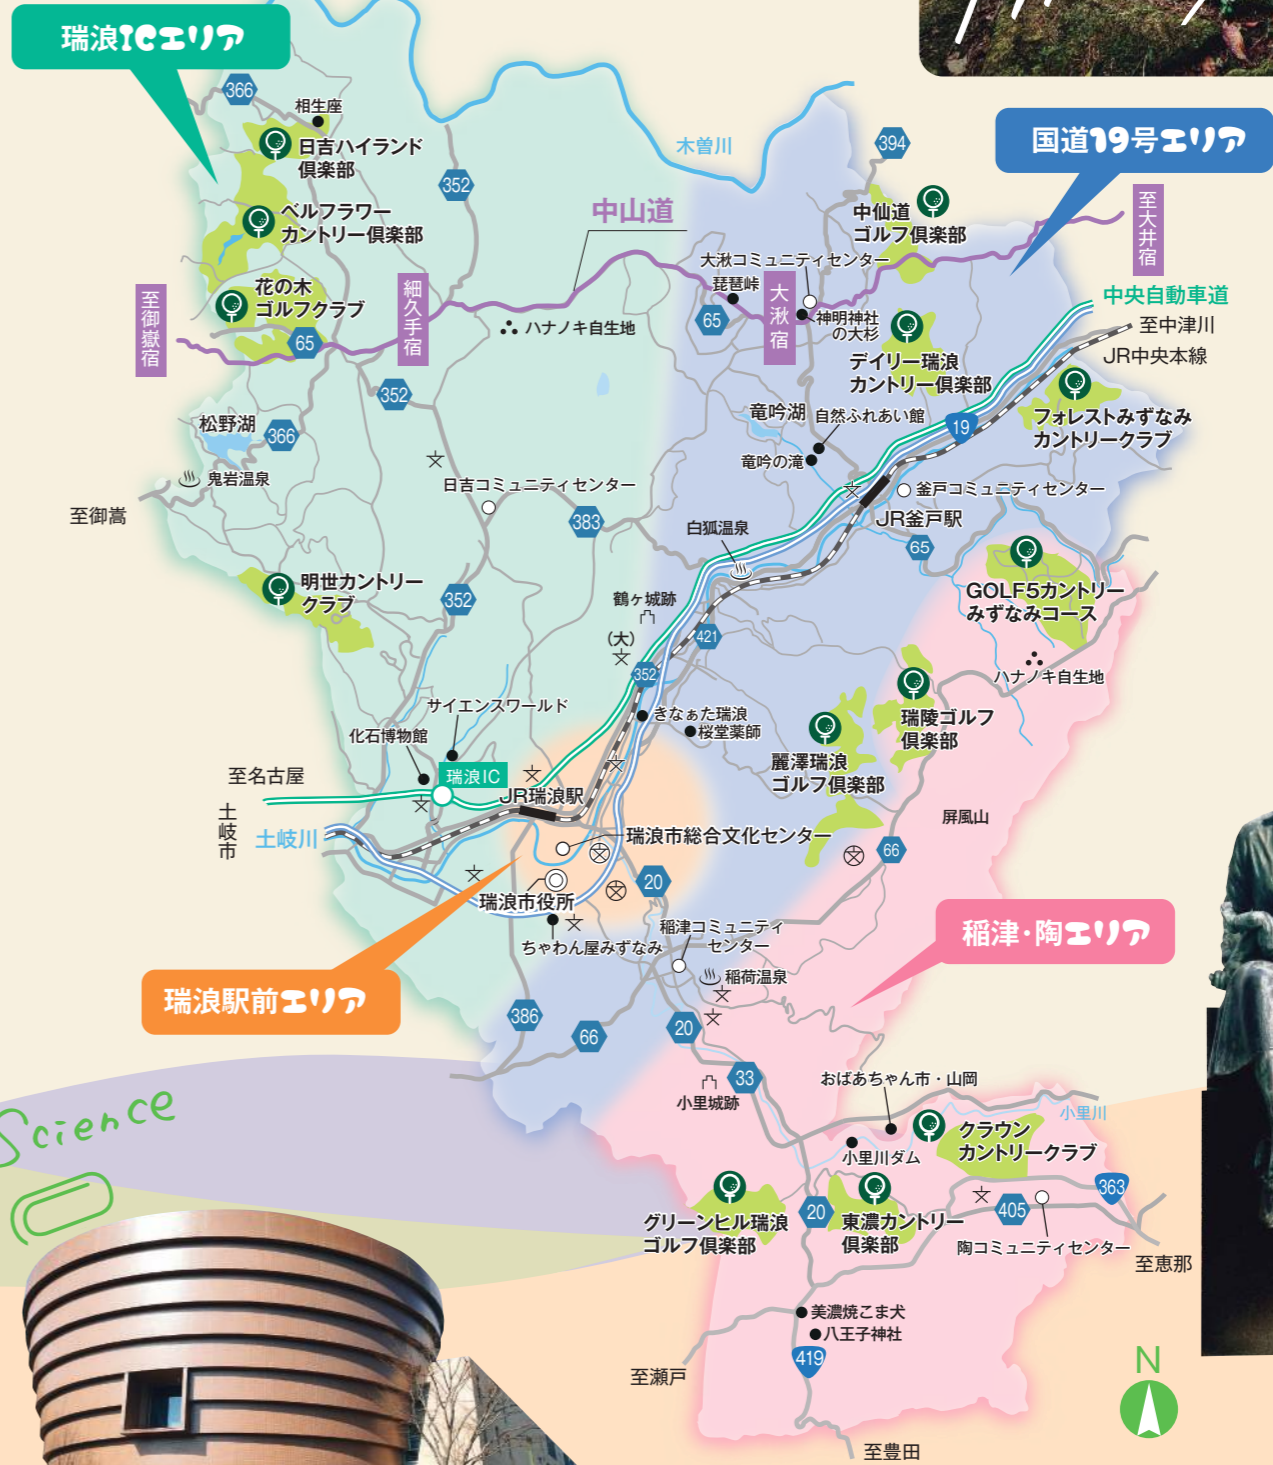 瑞浪ICエリア
366
相生座
日吉ハイランド
倶楽部
352
木曽川
394
国道19号エリア
ベルフラワー
カントリー倶楽部
中山道
中仙道
ゴルフ倶楽部
至大井宿
大湫コミュニティセンター
琵琶峠
花の木
ゴルフクラブ
細久手宿
大湫宿
中央自動車道
至御嶽宿
65
ハナノキ自生地
65
神明神社
の大杉
至中津川
JR中央本線
デイリー瑞浪
カントリー倶楽部
352
松野湖
366
竜吟湖
自然ふれあい館
19
フォレストみずなみ
カントリークラブ
竜吟の滝
鬼岩温泉
日吉コミュニティセンター
釜戸コミュニティセンター
至御嵩
383
白狐温泉
JR釜戸駅
65
明世カントリー
クラブ
352
鶴ヶ城跡
(大)
421
GOLF5カントリー
みずなみコース
352
ハナノキ自生地
サイエンスワールド
きなぁた瑞浪
桜堂薬師
瑞陵ゴルフ
倶楽部
化石博物館
麗澤瑞浪
ゴルフ倶楽部
至名古屋
瑞浪IC
JR瑞浪駅
土岐市
土岐川
瑞浪市総合文化センター
屏風山
66
20
瑞浪市役所
ちゃわん屋みずなみ
稲津コミュニティ
センター
稲津・陶エリア
稲荷温泉
瑞浪駅前エリア
386
66
20
33
小里城跡
おばあちゃん市・山岡
小里川
Science
クラウン
カントリークラブ
小里川ダム
363
グリーンヒル瑞浪
ゴルフ倶楽部
20
東濃カントリー
倶楽部
405
陶コミュニティセンター
至恵那
美濃焼こま犬
八王子神社
419
至瀬戸
N
至豊田